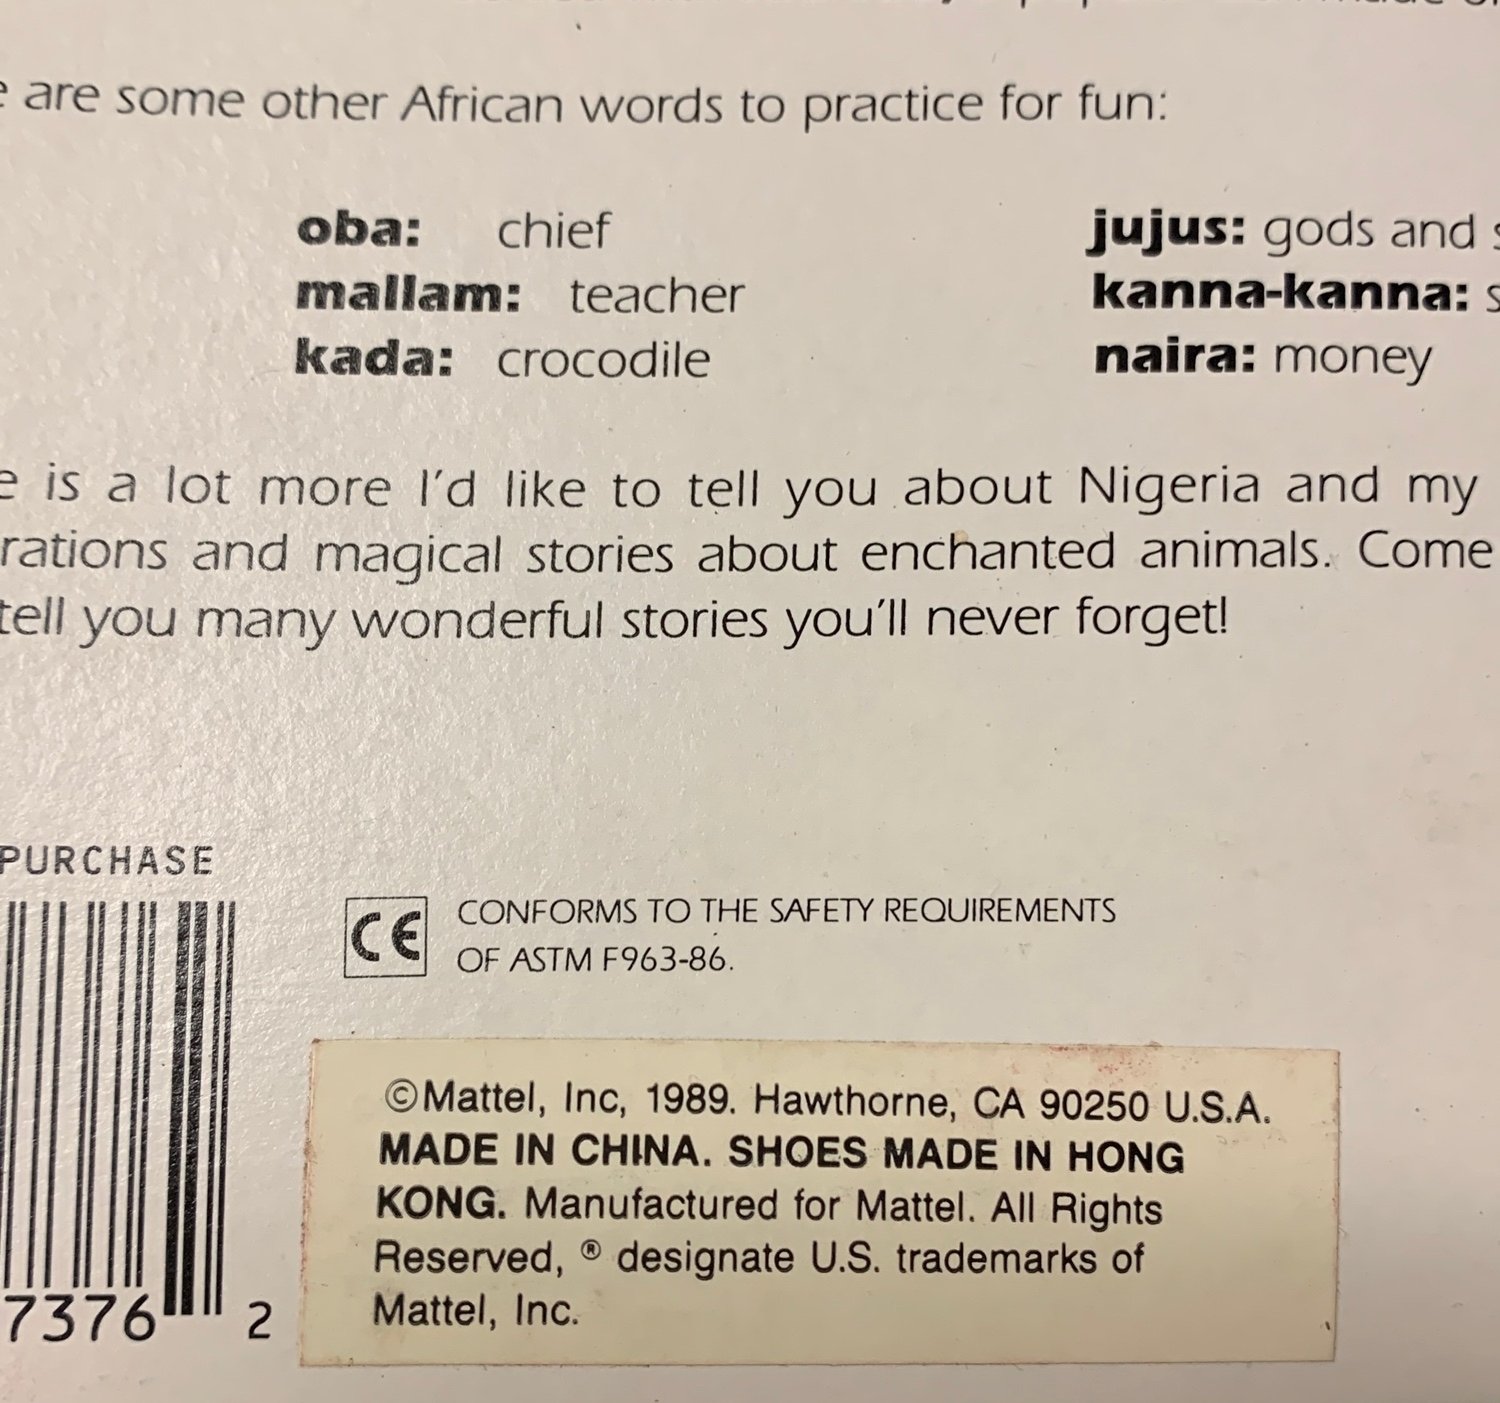 are some other African words to practice for fun:
oba: chief
mallam: teacher
kada: crocodile
jujus: gods and
kanna-kanna:
naira: money
is a lot more I'd like to tell you about Nigeria and my
rations and magical stories about enchanted animals. Come
tell you many wonderful stories you'll never forget!
PURCHASE
CE
CONFORMS TO THE SAFETY REQUIREMENTS
OF ASTM F963-86.
7376 2
©Mattel, Inc, 1989. Hawthorne, CA 90250 U.S.A.
MADE IN CHINA. SHOES MADE IN HONG
KONG. Manufactured for Mattel. All Rights
Reserved, ® designate U.S. trademarks of
Mattel, Inc.